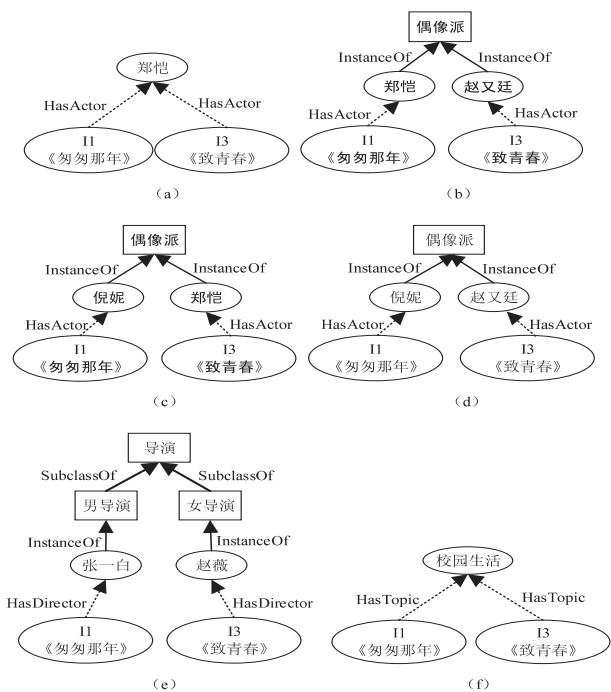 郑恺
HasActor
HasActor
I1
《匆匆那年》
I3
《致青春》
（a）
偶像派
InstanceOf
InstanceOf
郑恺
赵又廷
HasActor
HasActor
I1
《匆匆那年》
I3
《致青春》
（b）
偶像派
InstanceOf
InstanceOf
倪妮
郑恺
HasActor
HasActor
I1
《匆匆那年》
I3
《致青春》
（c）
偶像派
InstanceOf
InstanceOf
倪妮
赵又廷
HasActor
HasActor
I1
《匆匆那年》
I3
《致青春》
（d）
导演
SubclassOf
SubclassOf
男导演
女导演
InstanceOf
InstanceOf
张一白
赵薇
HasDirector
HasDirector
I1
《匆匆那年》
I3
《致青春》
（e）
校园生活
HasTopic
HasTopic
I1
《匆匆那年》
I3
《致青春》
（f）